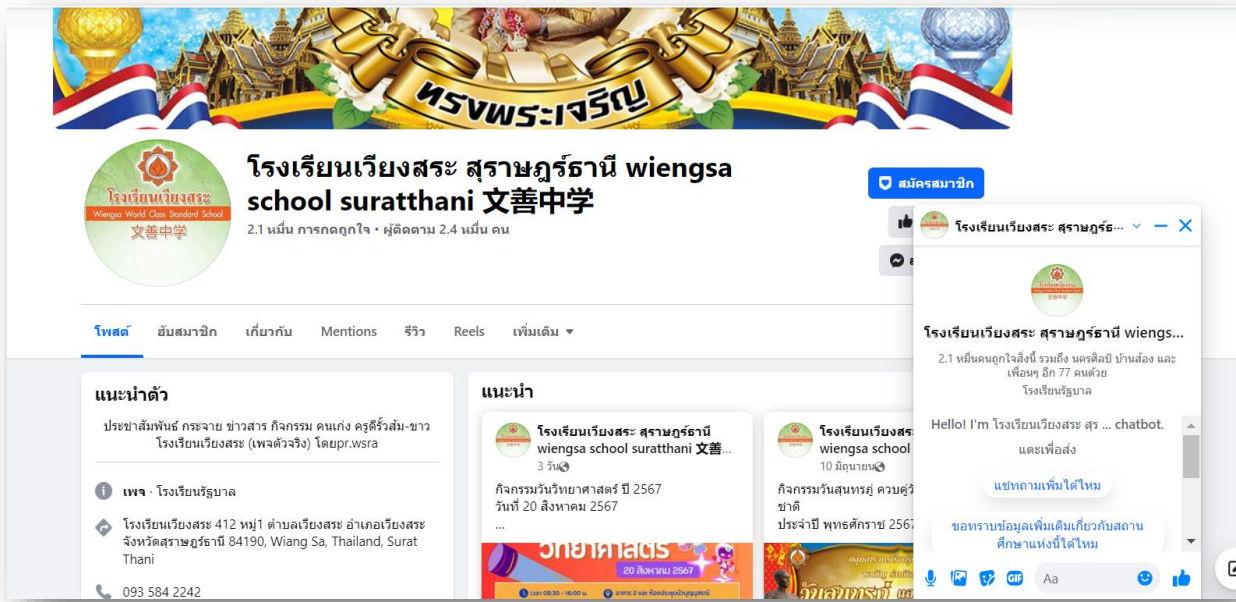 ทรงพระเจริญ
โรงเรียนเวียงสระ
Wiengsa World Class Standard School
文善中学
โรงเรียนเวียงสระ สุราษฎร์ธานี wiengsa
school suratthani 文善中学
2.1 หมื่น การกดถูกใจ • ผู้ติดตาม 2.4 หมื่น คน
สมัครสมาชิก
โพสต์ ฮับสมาชิก เกี่ยวกับ Mentions รีวิว Reels เพิ่มเติม
แนะนำตัว
ประชาสัมพันธ์ กระจาย ข่าวสาร กิจกรรม คนเก่ง ครูดีรั้วส้ม-ขาว
โรงเรียนเวียงสระ (เพจตัวจริง) โดยpr.wsra
เพจ · โรงเรียนรัฐบาล
โรงเรียนเวียงสระ 412 หมู่1 ตำบลเวียงสระ อำเภอเวียงสระ
จังหวัดสุราษฎร์ธานี 84190, Wiang Sa, Thailand, Surat
Thani
093 584 2242
แนะนำ
โรงเรียนเวียงสระ สุราษฎร์ธานี
wiengsa school suratthani 文善...
3 วัน
กิจกรรมวันวิทยาศาสตร์ ปี 2567
วันที่ 20 สิงหาคม 2567
...
วิทยาศาสตร์
20 สิงหาคม 2567
เวลา 08:30 - 16:00 น.
โรงเรียนเวียงสระ
wiengsa school
10 มิถุนายน
กิจกรรมวันสุนทรภู่ ควบคู่วั
ชาติ
ประจำปี พุทธศักราช 2567
วันสุนทรภู่
โรงเรียนเวียงสระ สุราษฎร์ธ...
โรงเรียนเวียงสระ สุราษฎร์ธานี wiengs...
2.1 หมื่นคนถูกใจสิ่งนี้ รวมถึง นครศิลป์ บ้านส้อง และ
เพื่อนๆ อีก 77 คนด้วย
โรงเรียนรัฐบาล
Hello! I'm โรงเรียนเวียงสระ สุร ... chatbot.
แตะเพื่อส่ง
แชทถามเพิ่มได้ไหม
ขอทราบข้อมูลเพิ่มเติมเกี่ยวกับสถาน
ศึกษาแห่งนี้ได้ไหม
GIF
Aa